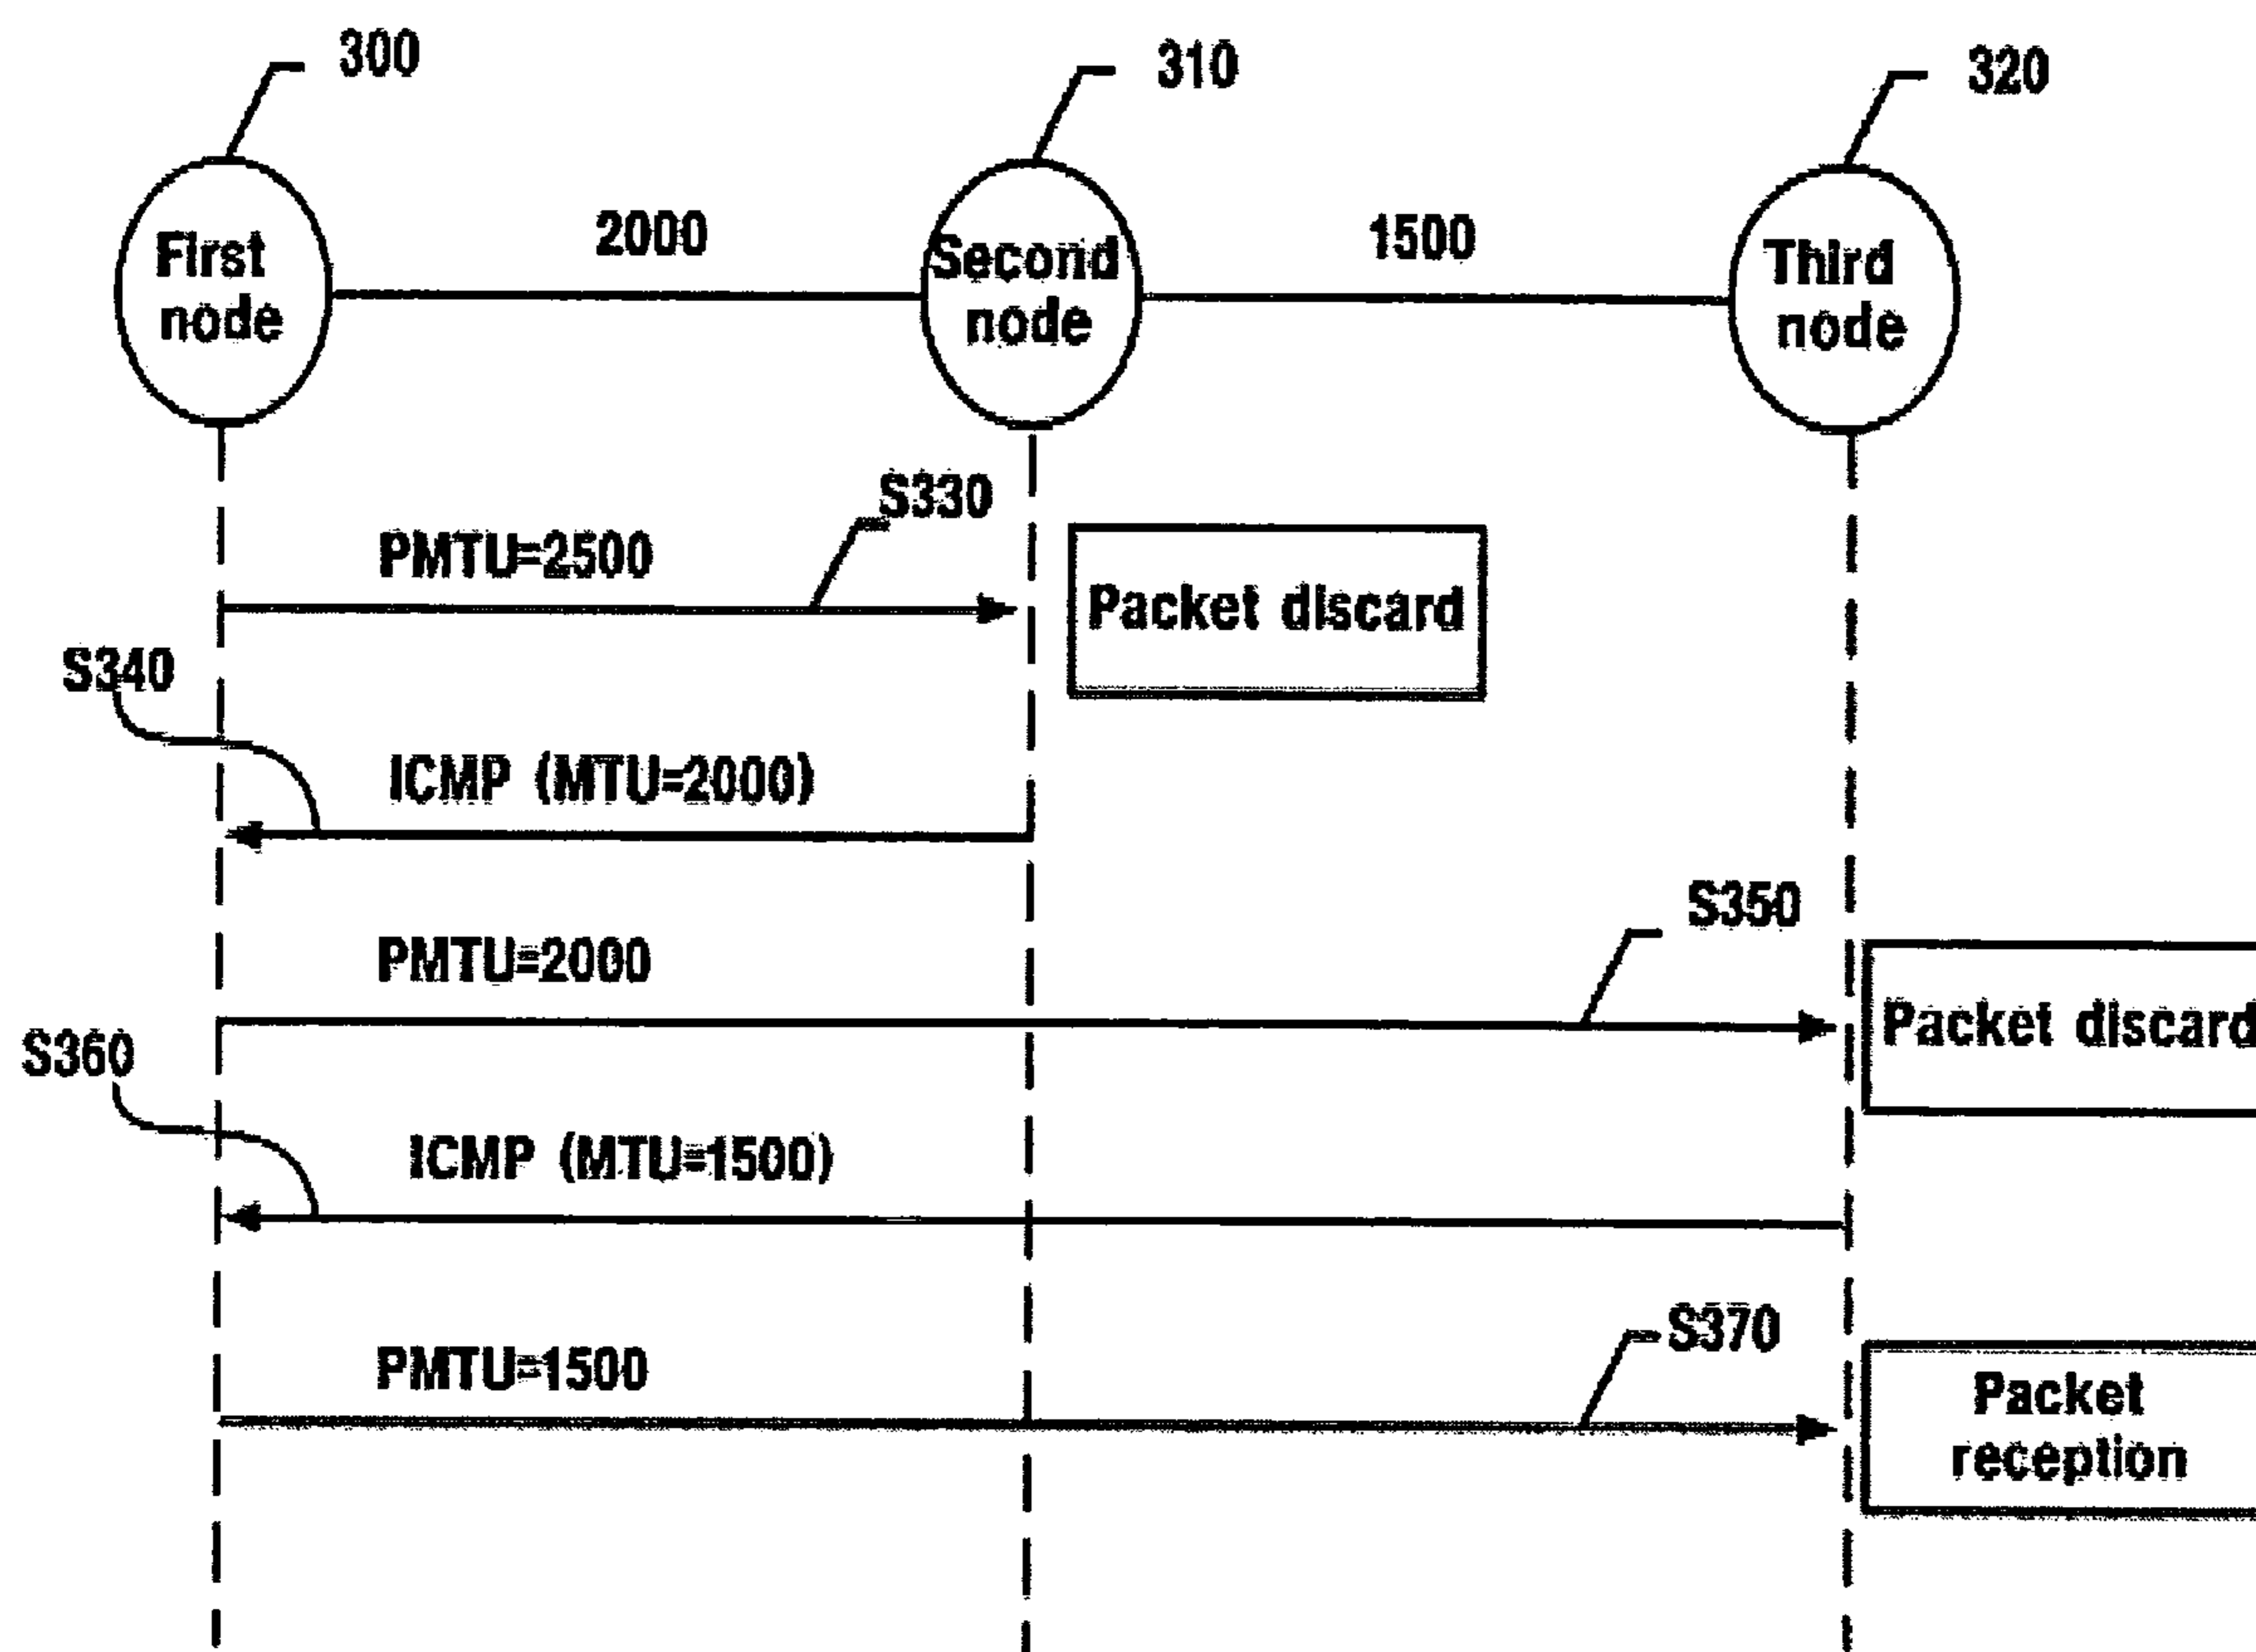 300
310
320
First
node
2000
Second
node
1500
Third
node
S330
PMTU=2500
Packet discard
S340
ICMP (MTU=2000)
S350
PMTU=2000
Packet discard
S360
ICMP (MTU=1500)
S370
PMTU=1500
Packet
reception